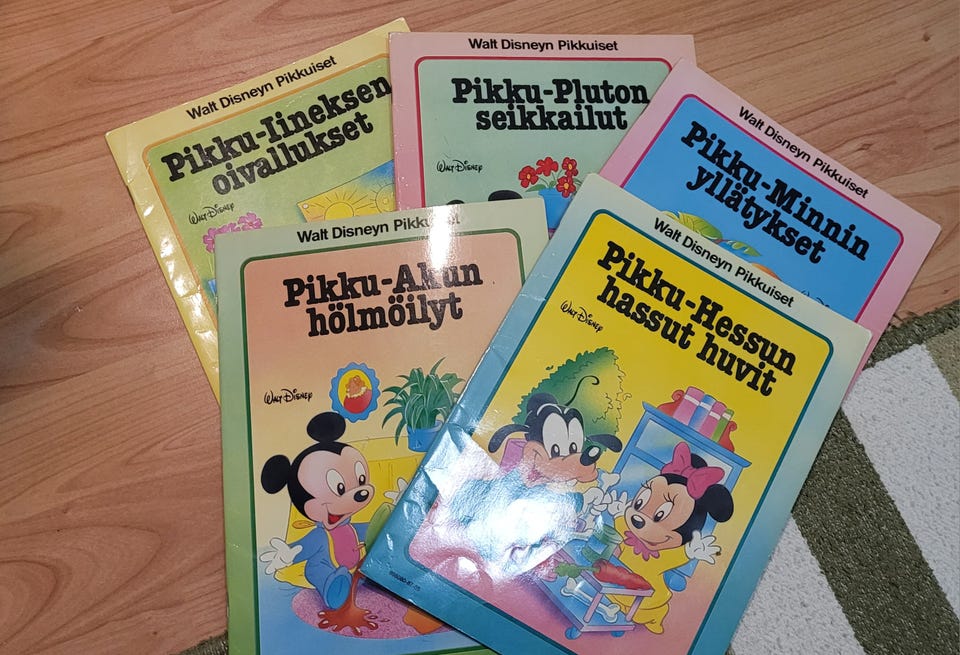 Walt Disneyn Pikkuiset
Pikku-Iineksen
oivallukset
WALT DISNEY
Walt Disneyn Pikkuiset
Pikku-Pluton
seikkailut
WALT DISNEY
Walt Disneyn Pikkuiset
Pikku-Minnin
yllätykset
Walt Disneyn Pikkuiset
Pikku-Akun
hölmöilyt
WALT DISNEY
Walt Disneyn Pikkuiset
Pikku-Hessun
hassut huvit
WALT DISNEY